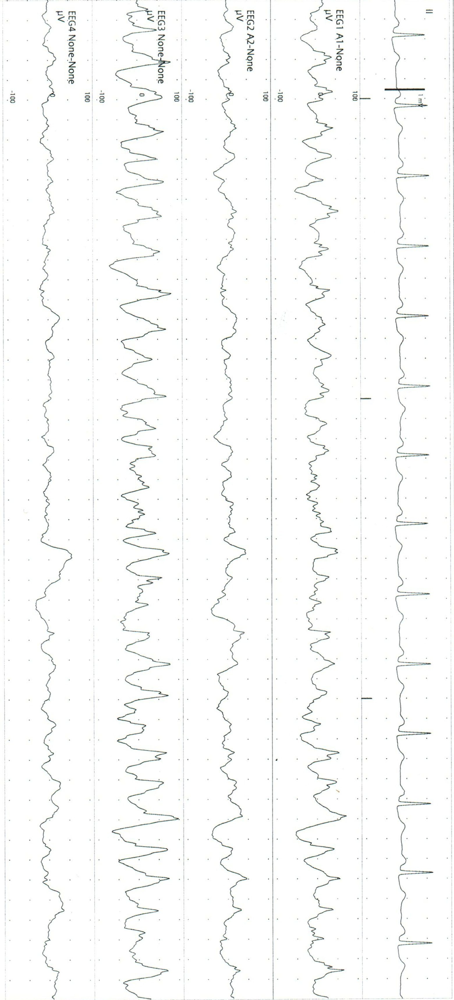 II
1 mV
100
EEG1 A1-None
µV
0
-100
100
EEG2 A2-None
µV
0
-100
100
EEG3 None-None
µV
0
-100
100
EEG4 None-None
µV
0
-100